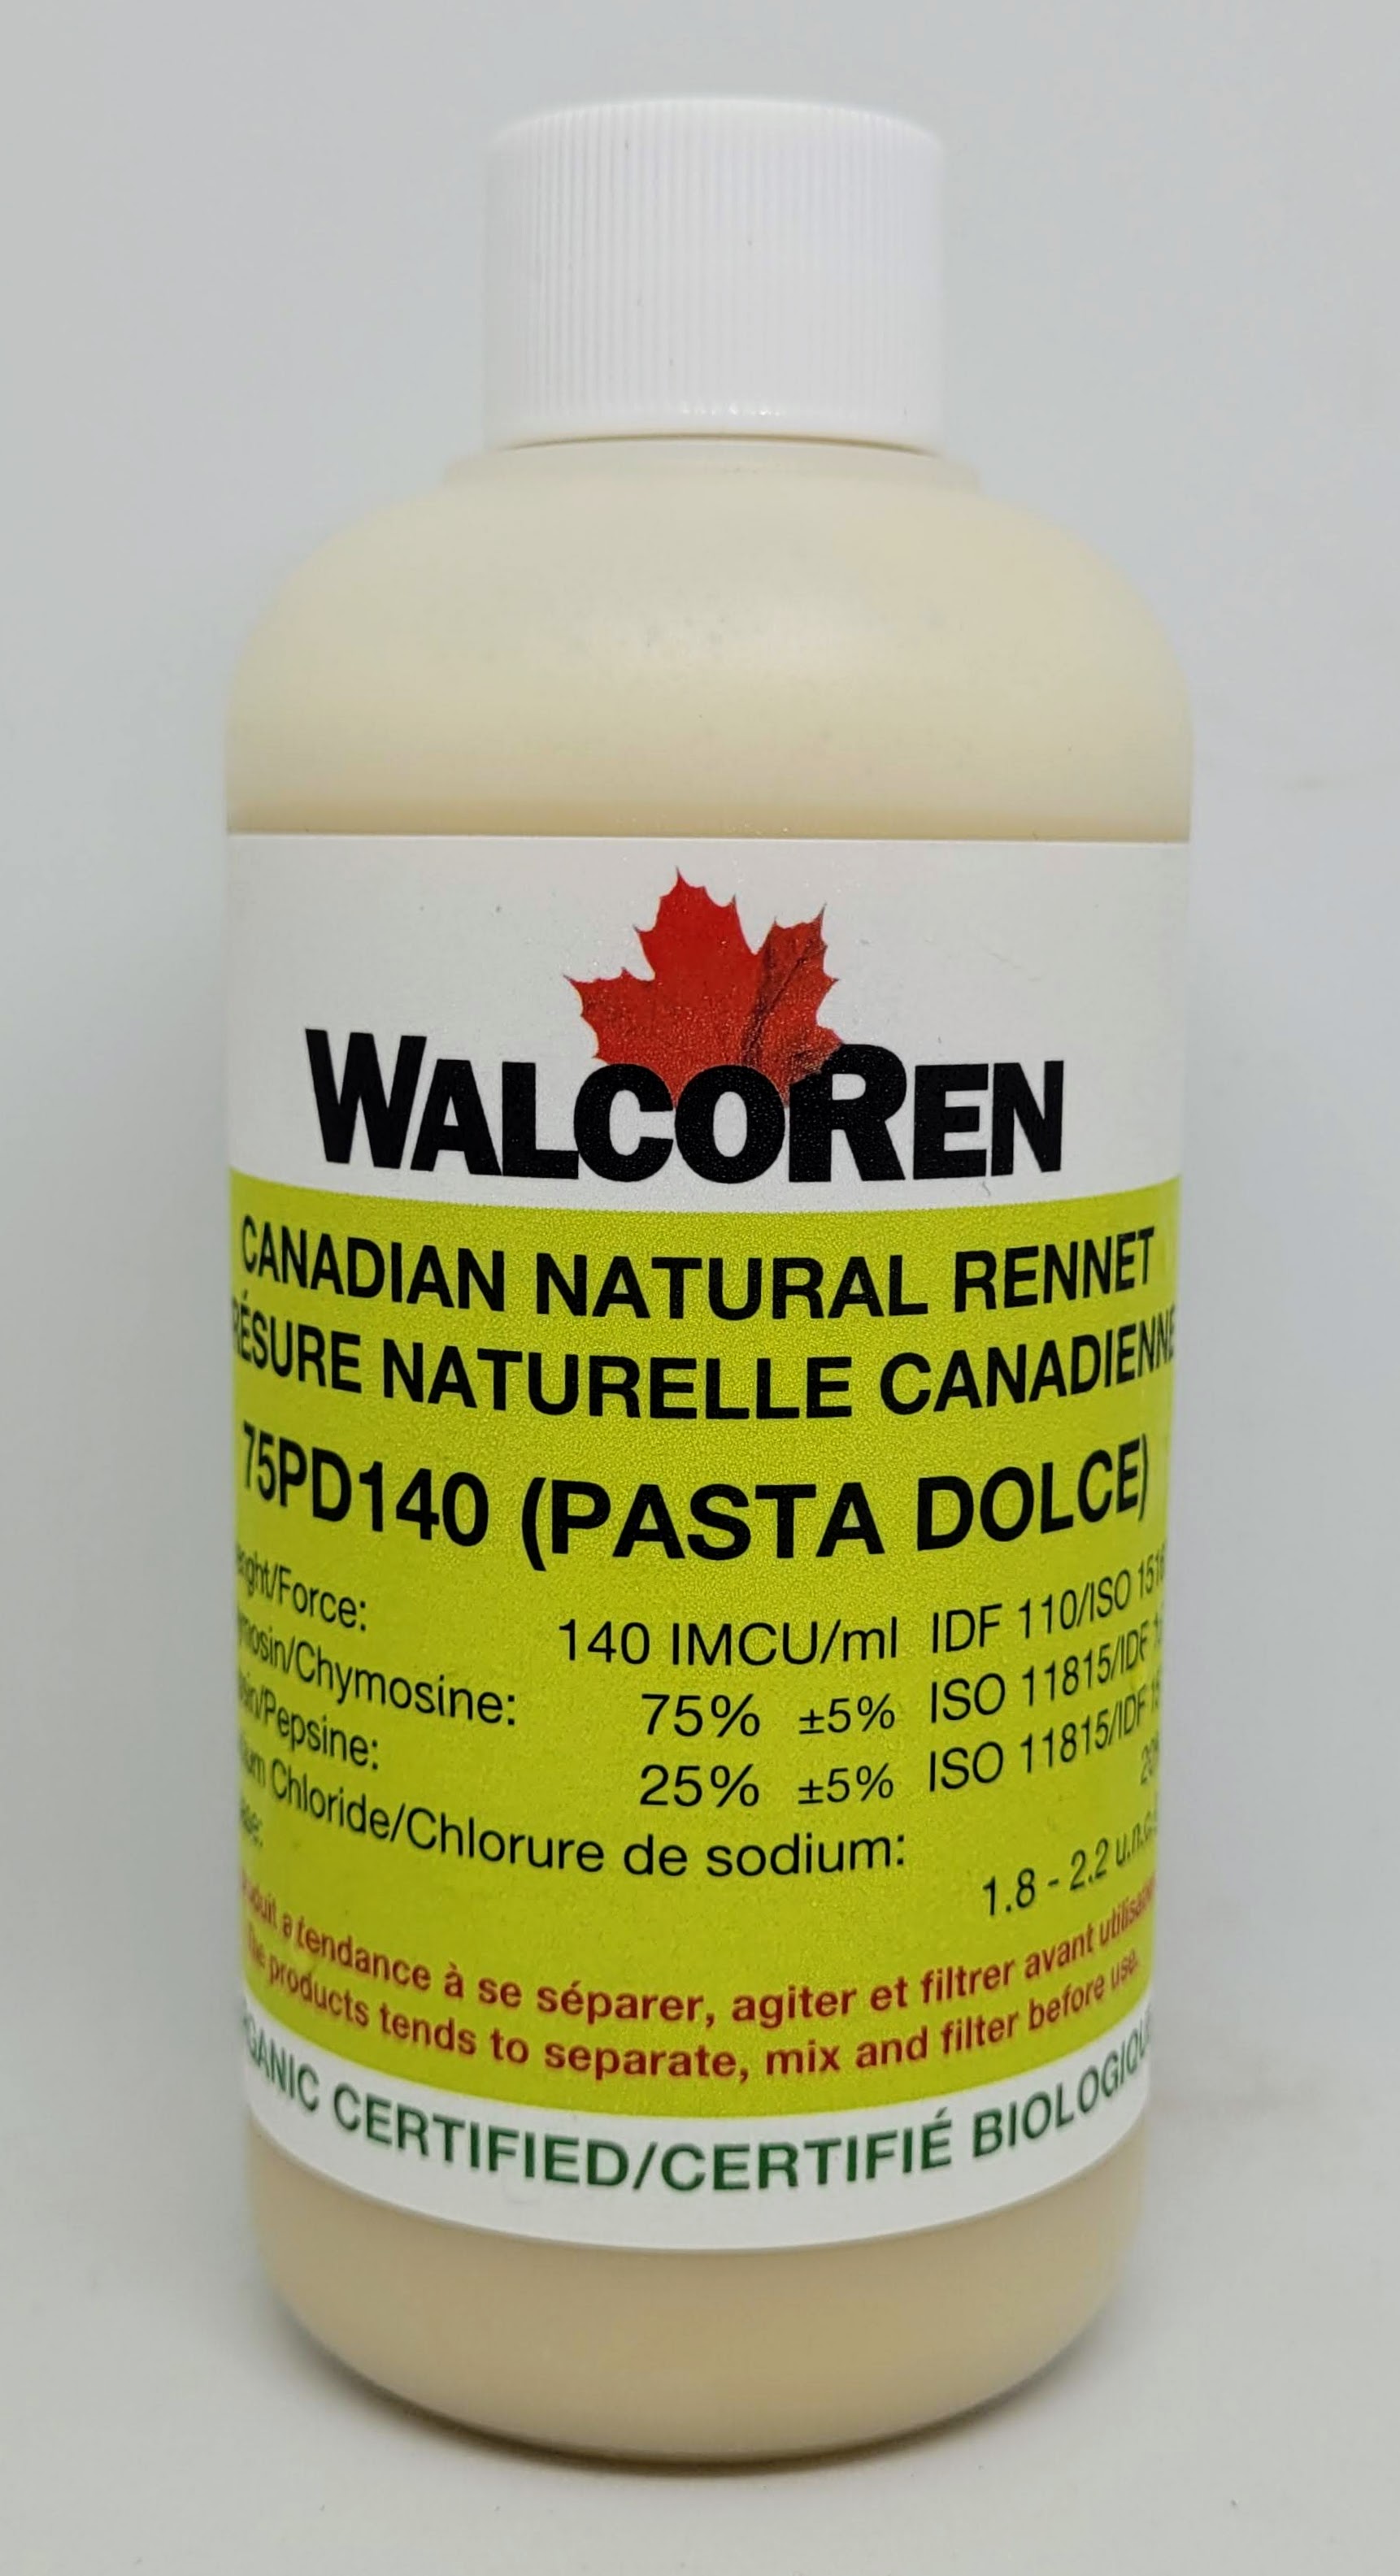 WALCOREN
CANADIAN NATURAL RENNET
RÉSURE NATURELLE CANADIENNE
75PD140 (PASTA DOLCE)
140 IMCU/ml IDF 110/ISO
75% ±5% ISO 11815/IDF
25% ±5% ISO 11815/IDF
Chloride/Chlorure de sodium:
1.8 - 2.2
a tendance à se séparer, agiter et filtrer avant
products tends to separate, mix and filter before use.
CERTIFIED/CERTIFIÉ